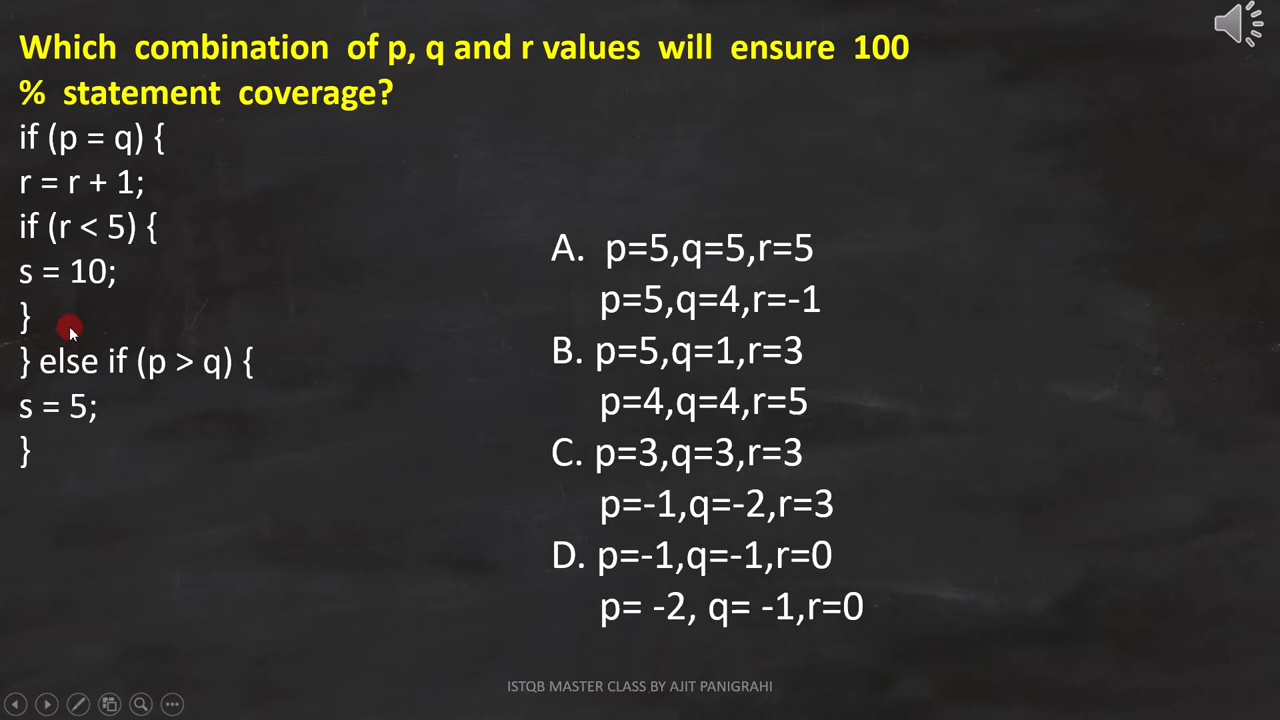 Which combination of p, q and r values will ensure 100
% statement coverage?
if (p = q) {
r = r + 1;
if (r < 5) {
s = 10;
}
} else if (p > q) {
s = 5;
}
A. p=5,q=5,r=5
p=5,q=4,r=-1
B. p=5,q=1,r=3
p=4,q=4,r=5
C. p=3,q=3,r=3
p=-1,q=-2,r=3
D. p=-1,q=-1,r=0
p= -2, q= -1,r=0
ISTQB MASTER CLASS BY AJIT PANIGRAHI